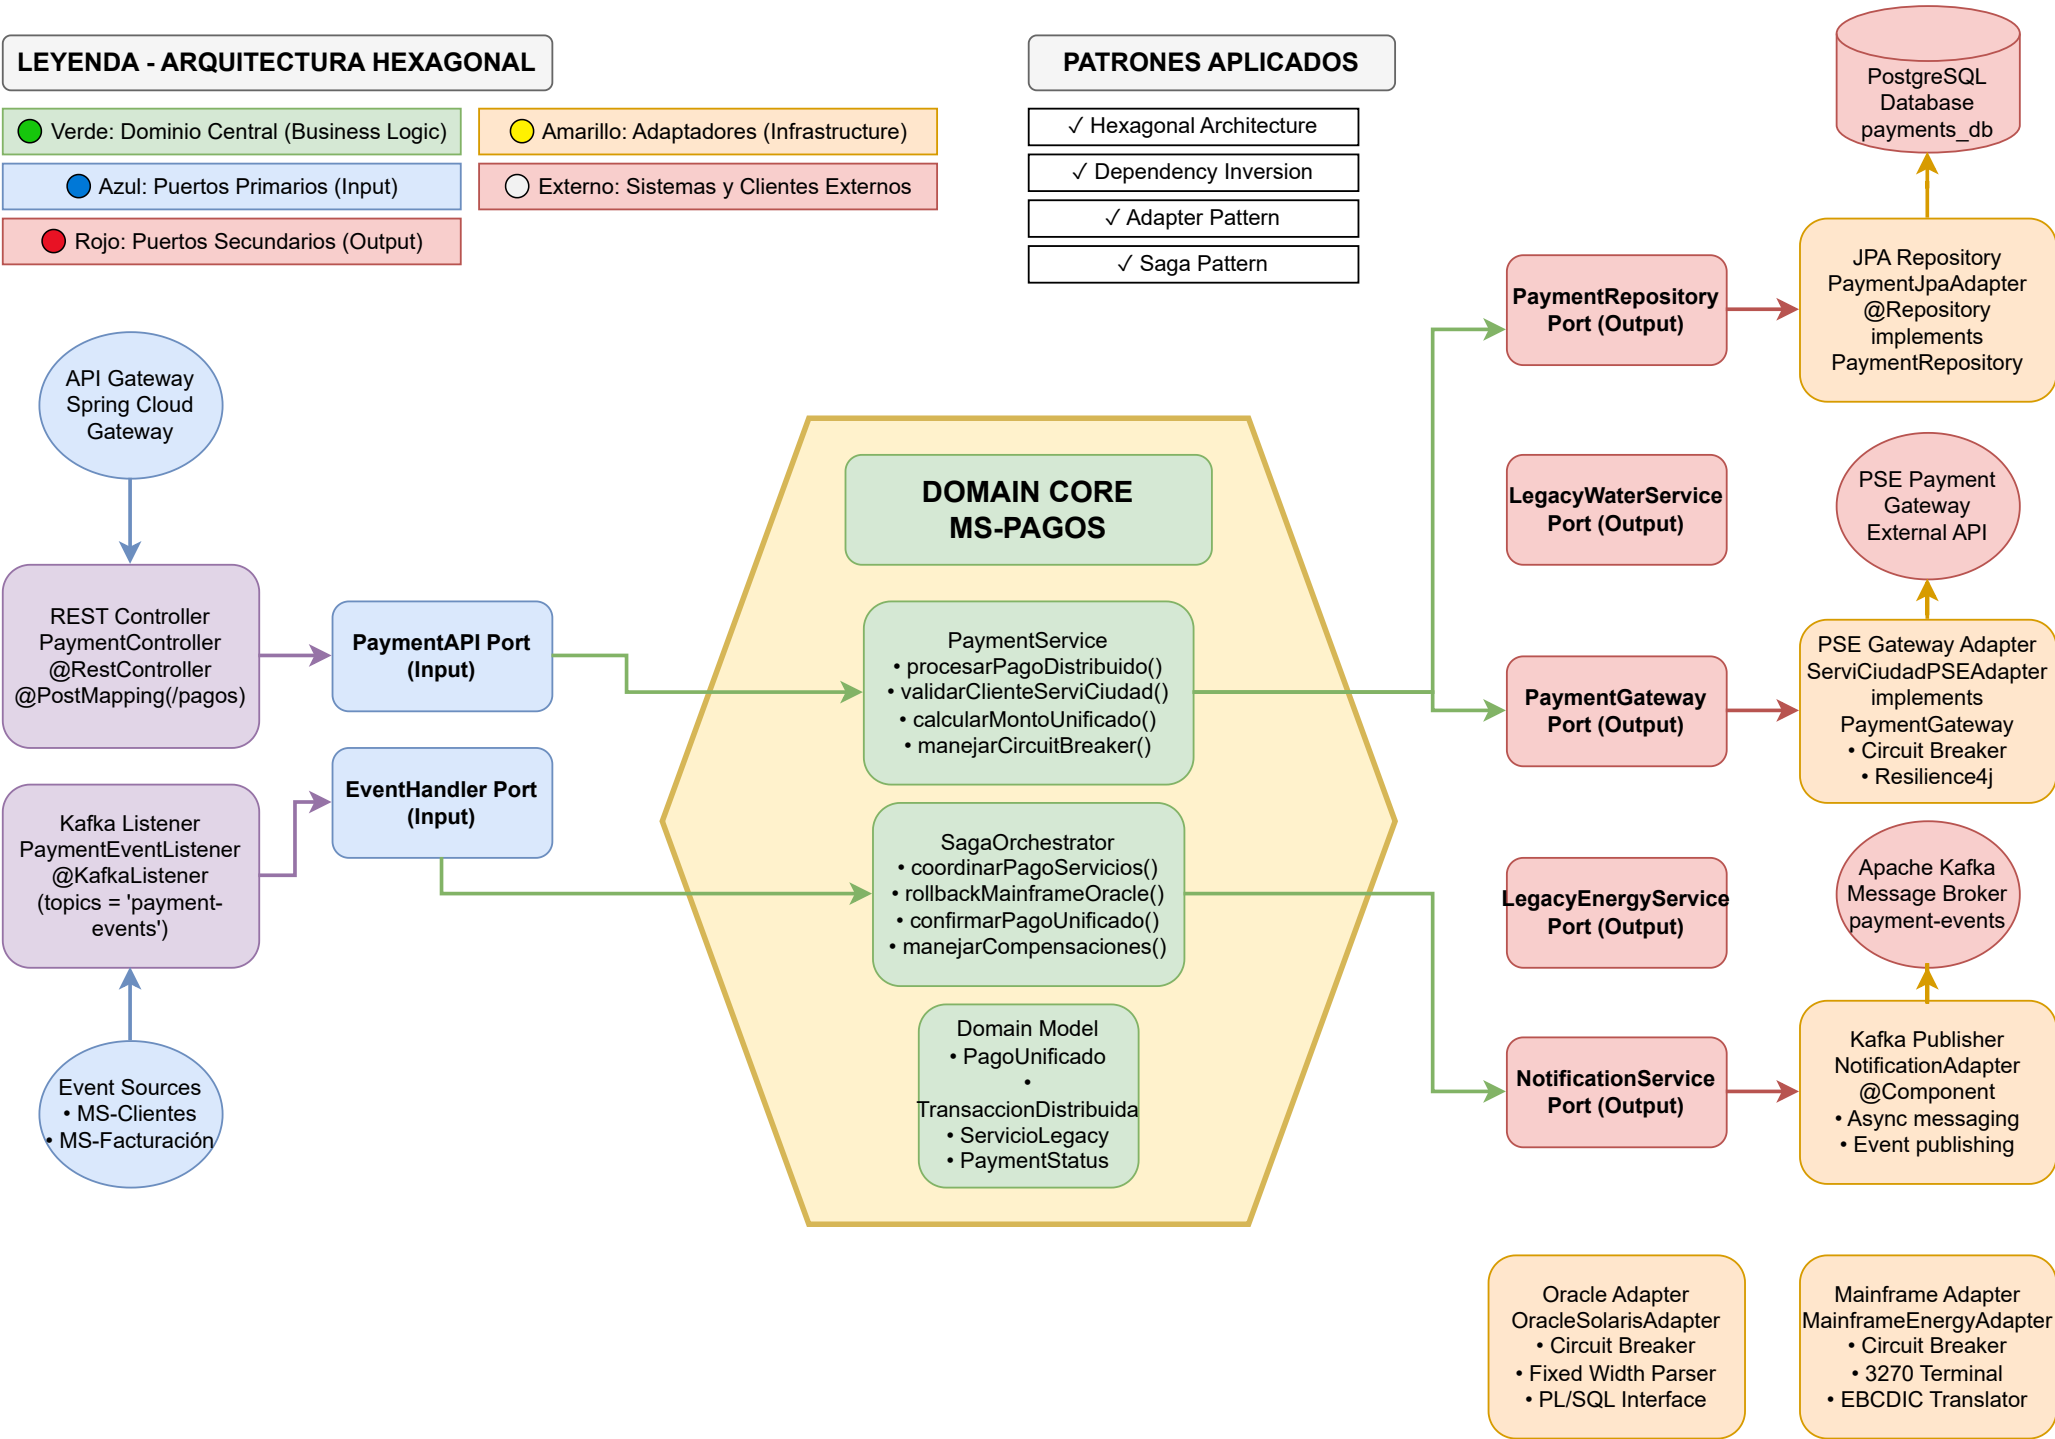 LEYENDA - ARQUITECTURA HEXAGONAL
Verde: Dominio Central (Business Logic)
Amarillo: Adaptadores (Infrastructure)
Azul: Puertos Primarios (Input)
Externo: Sistemas y Clientes Externos
Rojo: Puertos Secundarios (Output)
PATRONES APLICADOS
✓ Hexagonal Architecture
✓ Dependency Inversion
✓ Adapter Pattern
✓ Saga Pattern
API Gateway
Spring Cloud
Gateway
REST Controller
PaymentController
@RestController
@PostMapping(/pagos)
Kafka Listener
PaymentEventListener
@KafkaListener
(topics = 'payment-
events')
Event Sources
• MS-Clientes
• MS-Facturación
PaymentAPI Port
(Input)
EventHandler Port
(Input)
DOMAIN CORE
MS-PAGOS
PaymentService
• procesarPagoDistribuido()
• validarClienteServiCiudad()
• calcularMontoUnificado()
• manejarCircuitBreaker()
SagaOrchestrator
• coordinarPagoServicios()
• rollbackMainframeOracle()
• confirmarPagoUnificado()
• manejarCompensaciones()
Domain Model
• PagoUnificado
•
TransaccionDistribuida
• ServicioLegacy
• PaymentStatus
PaymentRepository
Port (Output)
LegacyWaterService
Port (Output)
PaymentGateway
Port (Output)
LegacyEnergyService
Port (Output)
NotificationService
Port (Output)
PostgreSQL
Database
payments_db
JPA Repository
PaymentJpaAdapter
@Repository
implements
PaymentRepository
PSE Payment
Gateway
External API
PSE Gateway Adapter
ServiCiudadPSEAdapter
implements
PaymentGateway
• Circuit Breaker
• Resilience4j
Apache Kafka
Message Broker
payment-events
Kafka Publisher
NotificationAdapter
@Component
• Async messaging
• Event publishing
Oracle Adapter
OracleSolarisAdapter
• Circuit Breaker
• Fixed Width Parser
• PL/SQL Interface
Mainframe Adapter
MainframeEnergyAdapter
• Circuit Breaker
• 3270 Terminal
• EBCDIC Translator